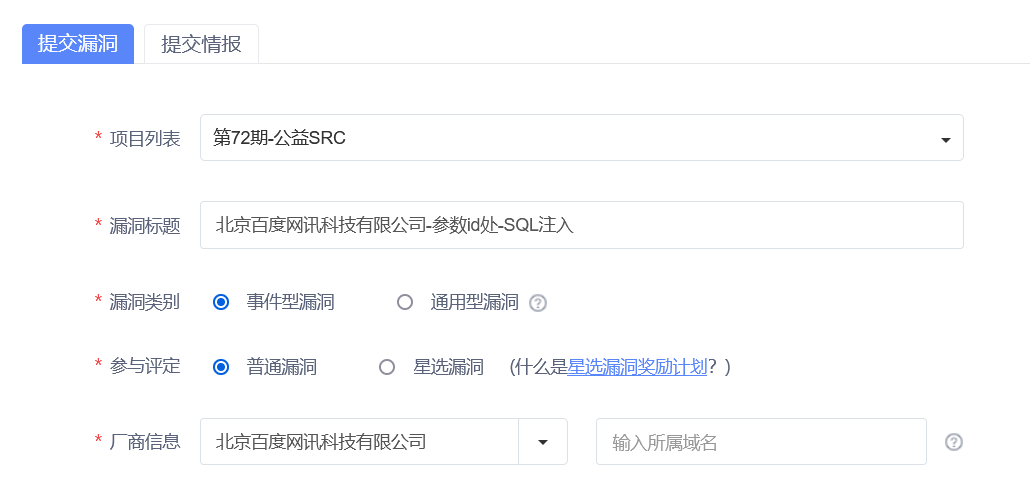 提交漏洞 提交情报
* 项目列表 第72期-公益SRC
* 漏洞标题 北京百度网讯科技有限公司-参数id处-SQL注入
* 漏洞类别 事件型漏洞 通用型漏洞 ?
* 参与评定 普通漏洞 星选漏洞 (什么是星选漏洞奖励计划? )
* 厂商信息 北京百度网讯科技有限公司 输入所属域名 ?